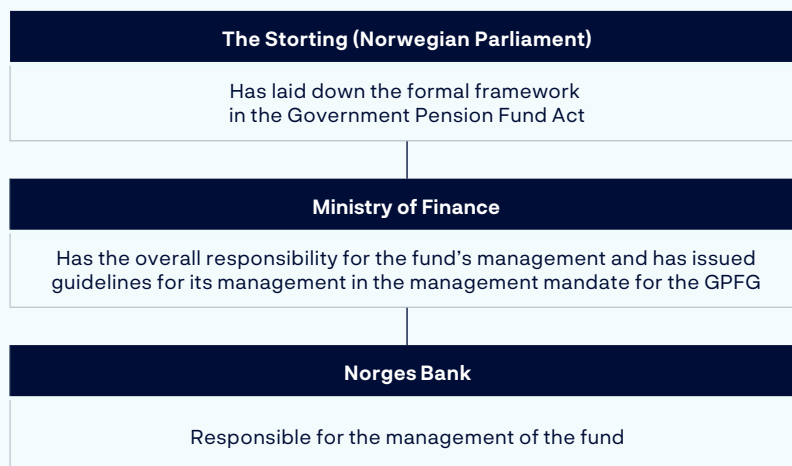 The Storting (Norwegian Parliament)
Has laid down the formal framework
in the Government Pension Fund Act
Ministry of Finance
Has the overall responsibility for the fund’s management and has issued
guidelines for its management in the management mandate for the GPFG
Norges Bank
Responsible for the management of the fund